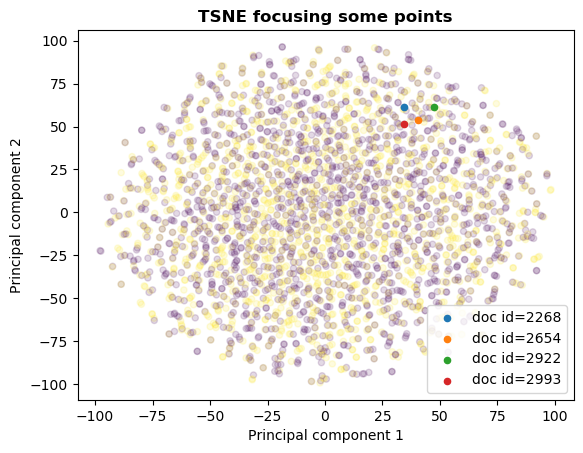 TSNE focusing some points
Principal component 2
100
75
50
25
0
−25
−50
−75
−100
doc id=2268
doc id=2654
doc id=2922
doc id=2993
−100 −75 −50 −25 0 25 50 75 100
Principal component 1